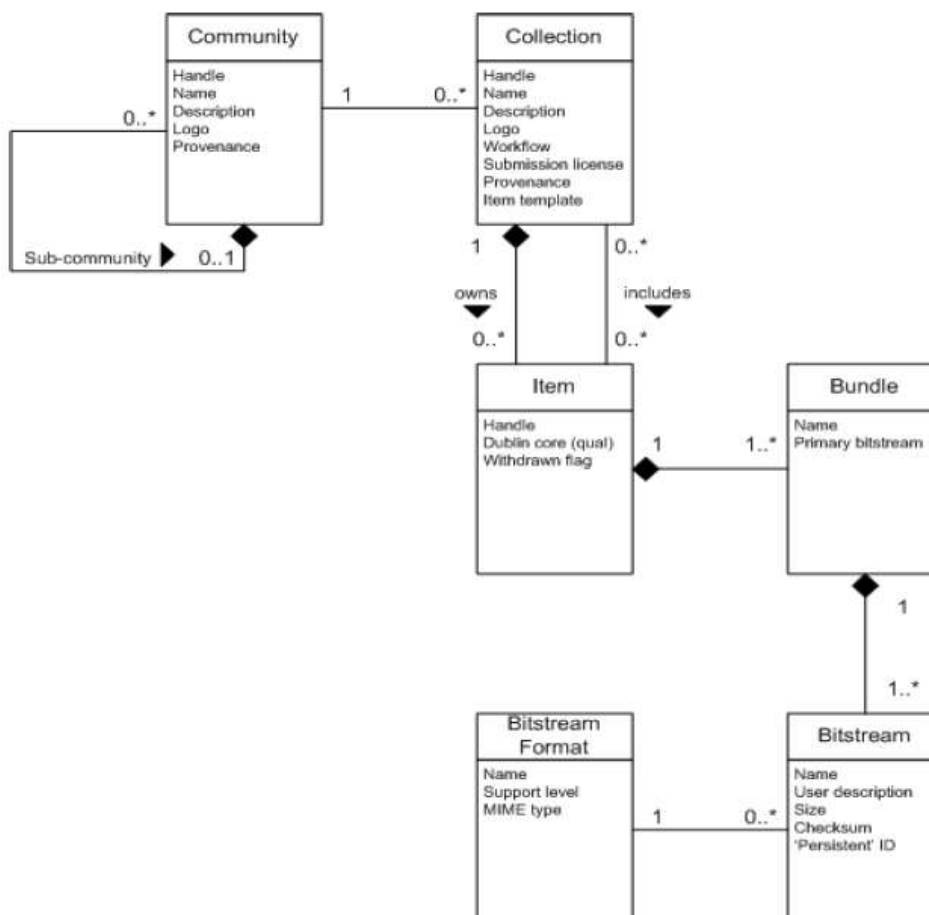 Community
Handle
Name
Description
Logo
Provenance
Collection
Handle
Name
Description
Logo
Workflow
Submission license
Provenance
Item template
1
0..*
0..*
Sub-community
0..1
1
0..*
owns
includes
0..*
0..*
Item
Handle
Dublin core (qual)
Withdrawn flag
Bundle
Name
Primary bitstream
1
1..*
1
1..*
Bitstream
Format
Name
Support level
MIME type
Bitstream
Name
User description
Size
Checksum
'Persistent' ID
1
0..*